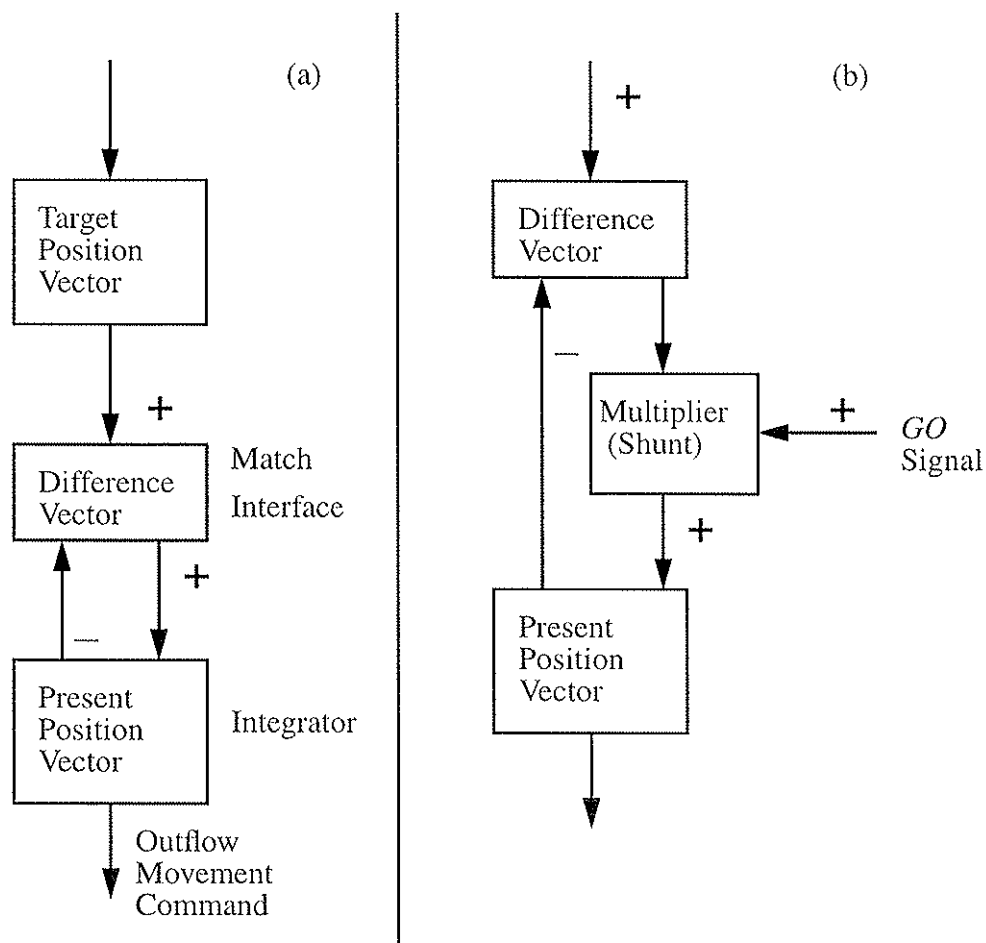 (a)
Target
Position
Vector
+
Difference
Vector
Match
Interface
+
−
Present
Position
Vector
Integrator
Outflow
Movement
Command
(b)
+
Difference
Vector
−
Multiplier
(Shunt)
+
GO
Signal
+
Present
Position
Vector